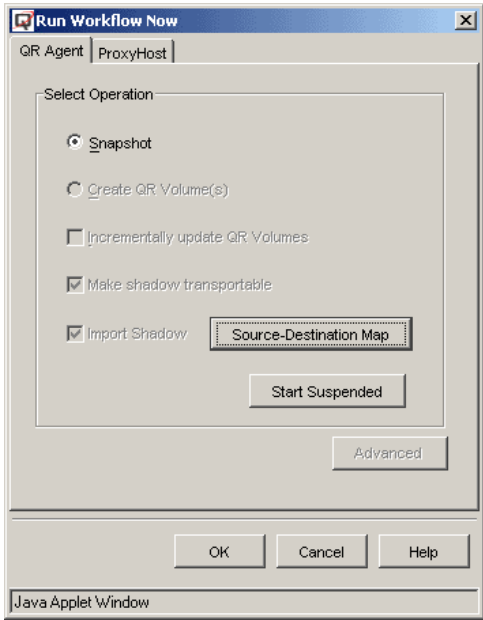 Run Workflow Now
QR Agent
ProxyHost
Select Operation
Snapshot
Create QR Volume(s)
Incrementally update QR Volumes
Make shadow transportable
Import Shadow
Source-Destination Map
Start Suspended
Advanced
OK
Cancel
Help
Java Applet Window